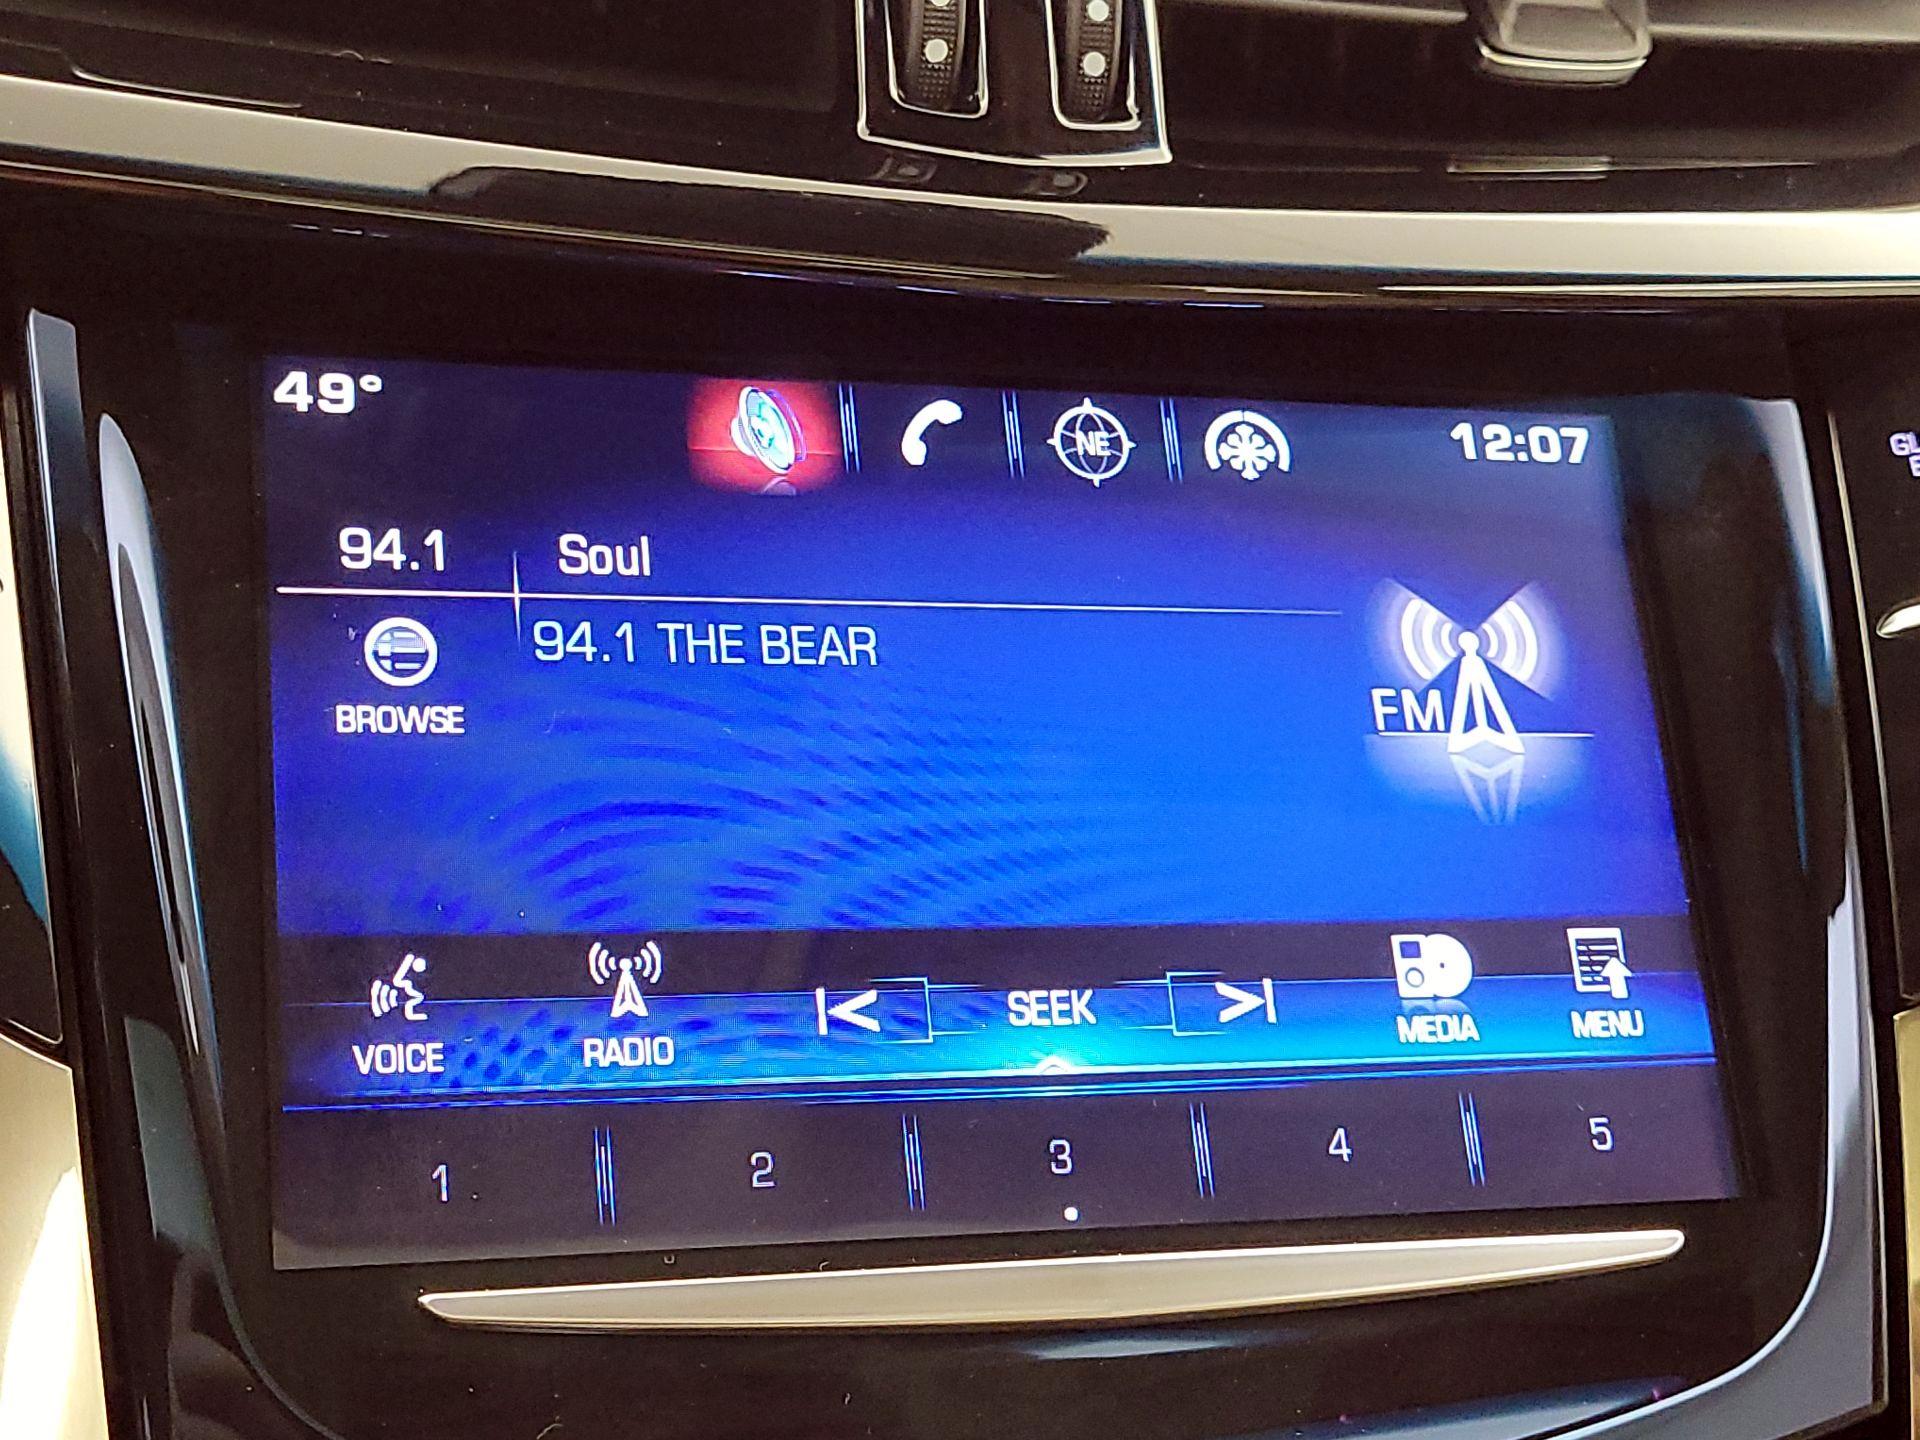 49° NE 12:07
94.1 Soul
94.1 THE BEAR
BROWSE
FM
VOICE RADIO SEEK MEDIA MENU
1 2 3 4 5